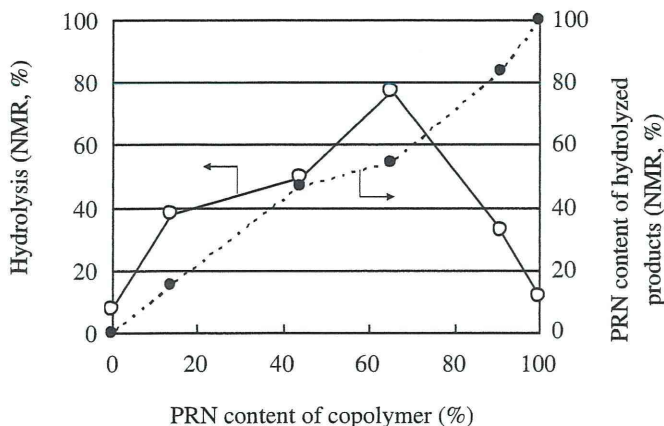 Hydrolysis (NMR, %)
100
80
60
40
20
0
100
80
60
40
20
0
PRN content of hydrolyzed
products (NMR, %)
0 20 40 60 80 100
PRN content of copolymer (%)